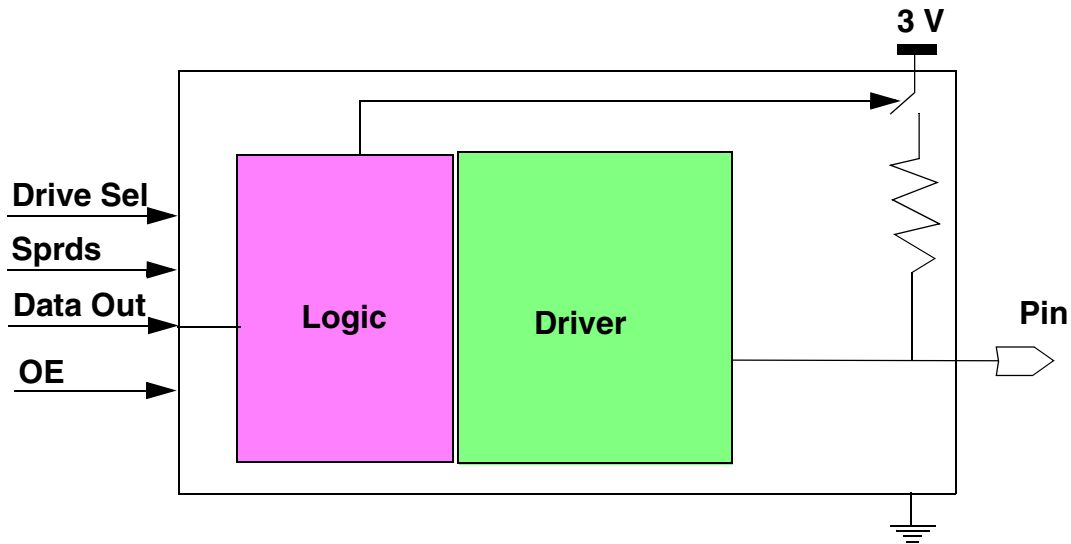 3 V
Drive Sel
Sprds
Data Out
OE
Logic
Driver
Pin